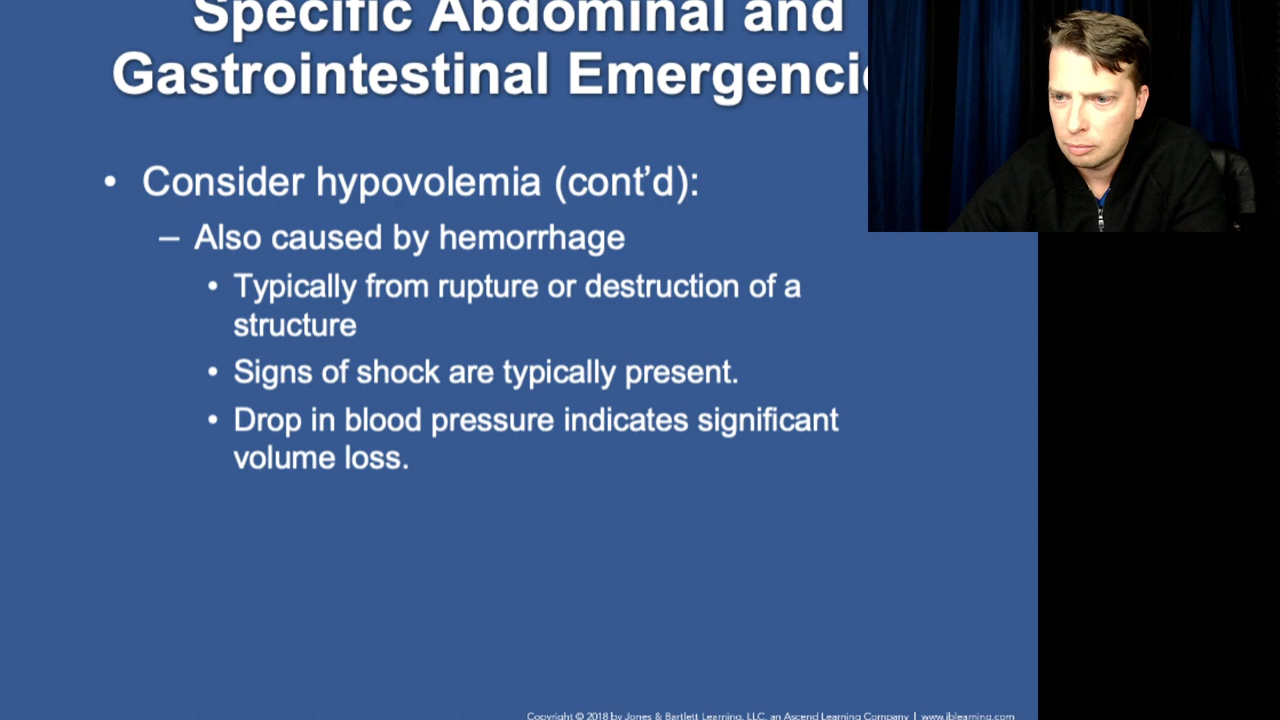 Specific Abdominal and
Gastrointestinal Emergenci
• Consider hypovolemia (cont’d):
– Also caused by hemorrhage
• Typically from rupture or destruction of a
structure
• Signs of shock are typically present.
• Drop in blood pressure indicates significant
volume loss.
Copyright © 2018 by Jones & Bartlett Learning, LLC, an Ascend Learning Company | www.jblearning.com